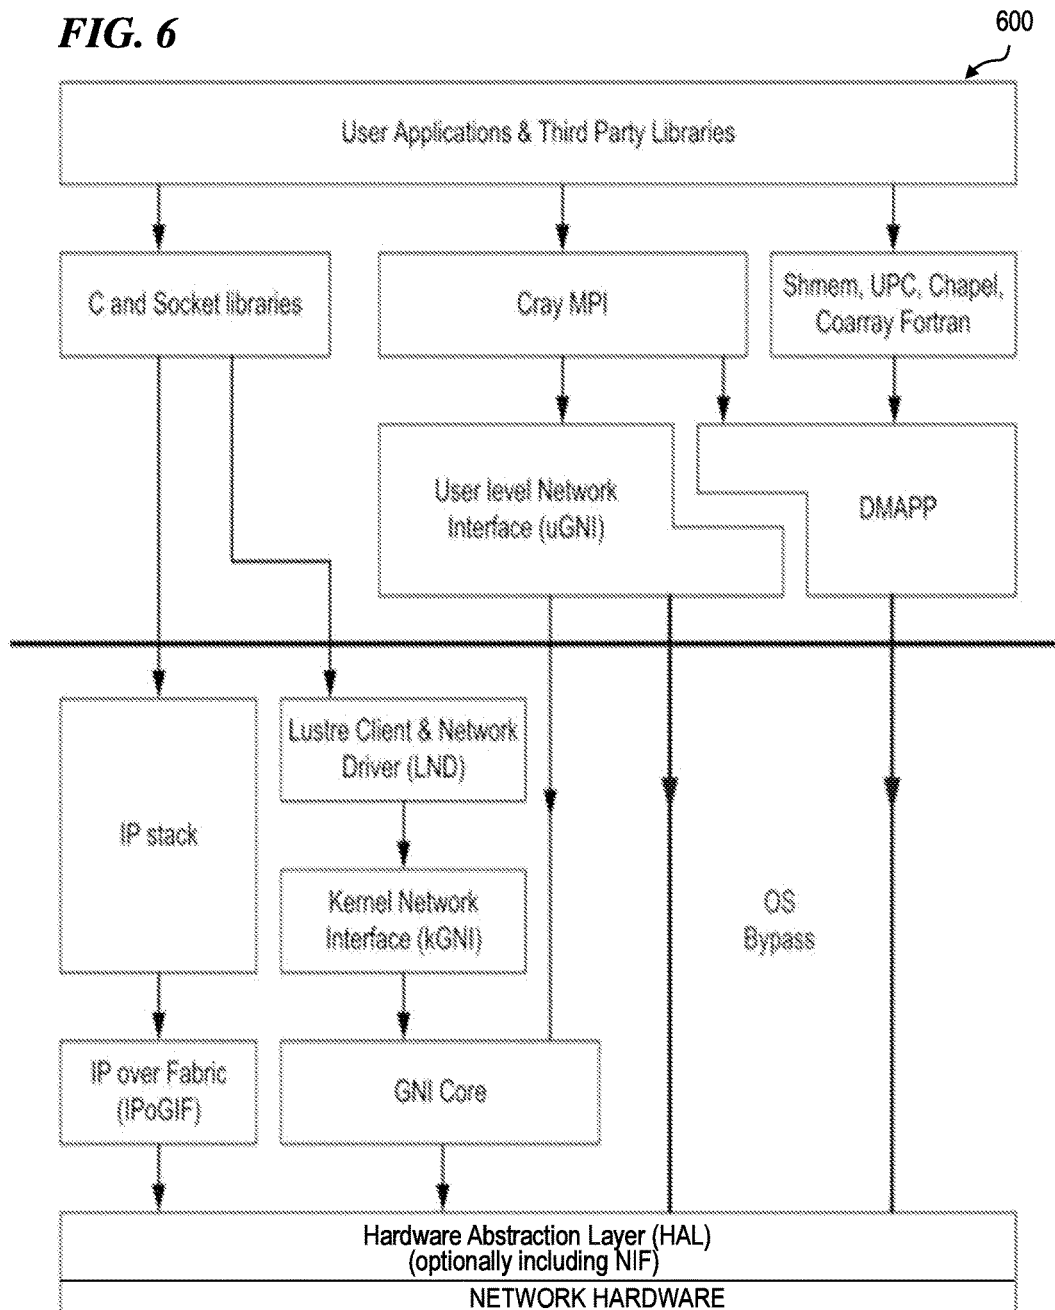 FIG. 6
600
User Applications & Third Party Libraries
C and Socket libraries
Cray MPI
Shmem, UPC, Chapel,
Coarray Fortran
User level Network
Interface (uGNI)
DMAPP
IP stack
Lustre Client & Network
Driver (LND)
Kernel Network
Interface (kGNI)
OS
Bypass
IP over Fabric
(IPoGIF)
GNI Core
Hardware Abstraction Layer (HAL)
(optionally including NIF)
NETWORK HARDWARE